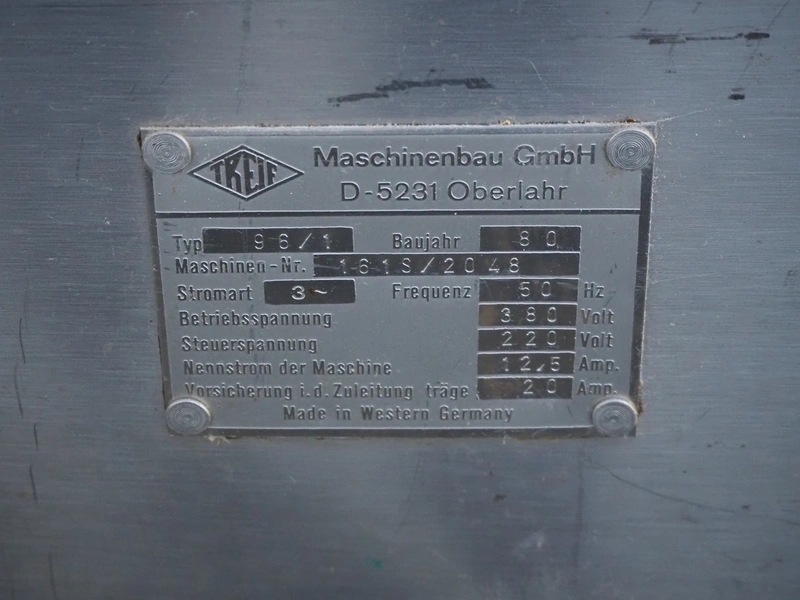 TREIF Maschinenbau GmbH
D-5231 Oberlahr
Typ 96/1 Baujahr 80
Maschinen-Nr. 161S/2048
Stromart 3~ Frequenz 50 Hz
Betriebsspannung 380 Volt
Steuerspannung 220 Volt
Nennstrom der Maschine 12,5 Amp.
Vorsicherung i.d. Zuleitung träge 20 Amp.
Made in Western Germany